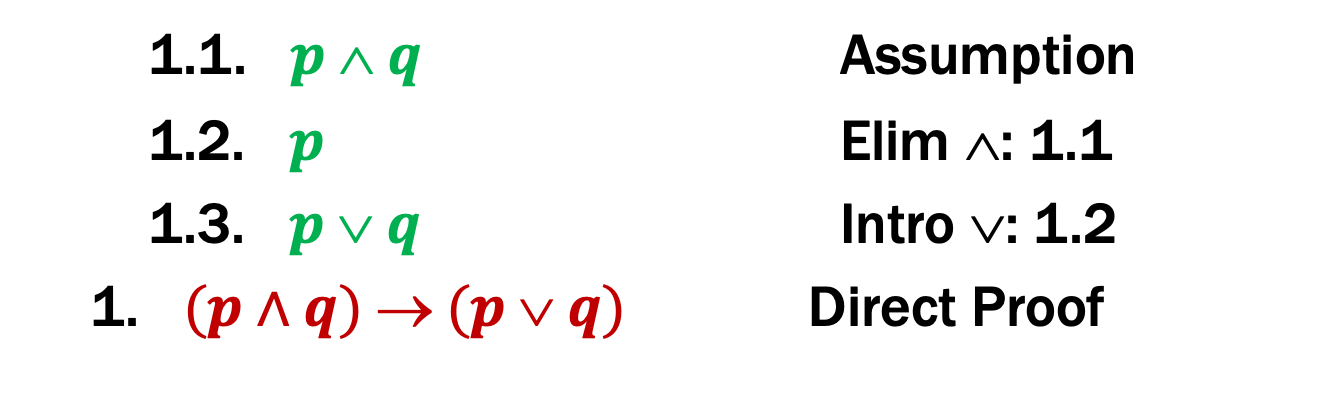 1.1. p ∧ q Assumption
1.2. p Elim ∧: 1.1
1.3. p ∨ q Intro ∨: 1.2
1. (p ∧ q) → (p ∨ q) Direct Proof